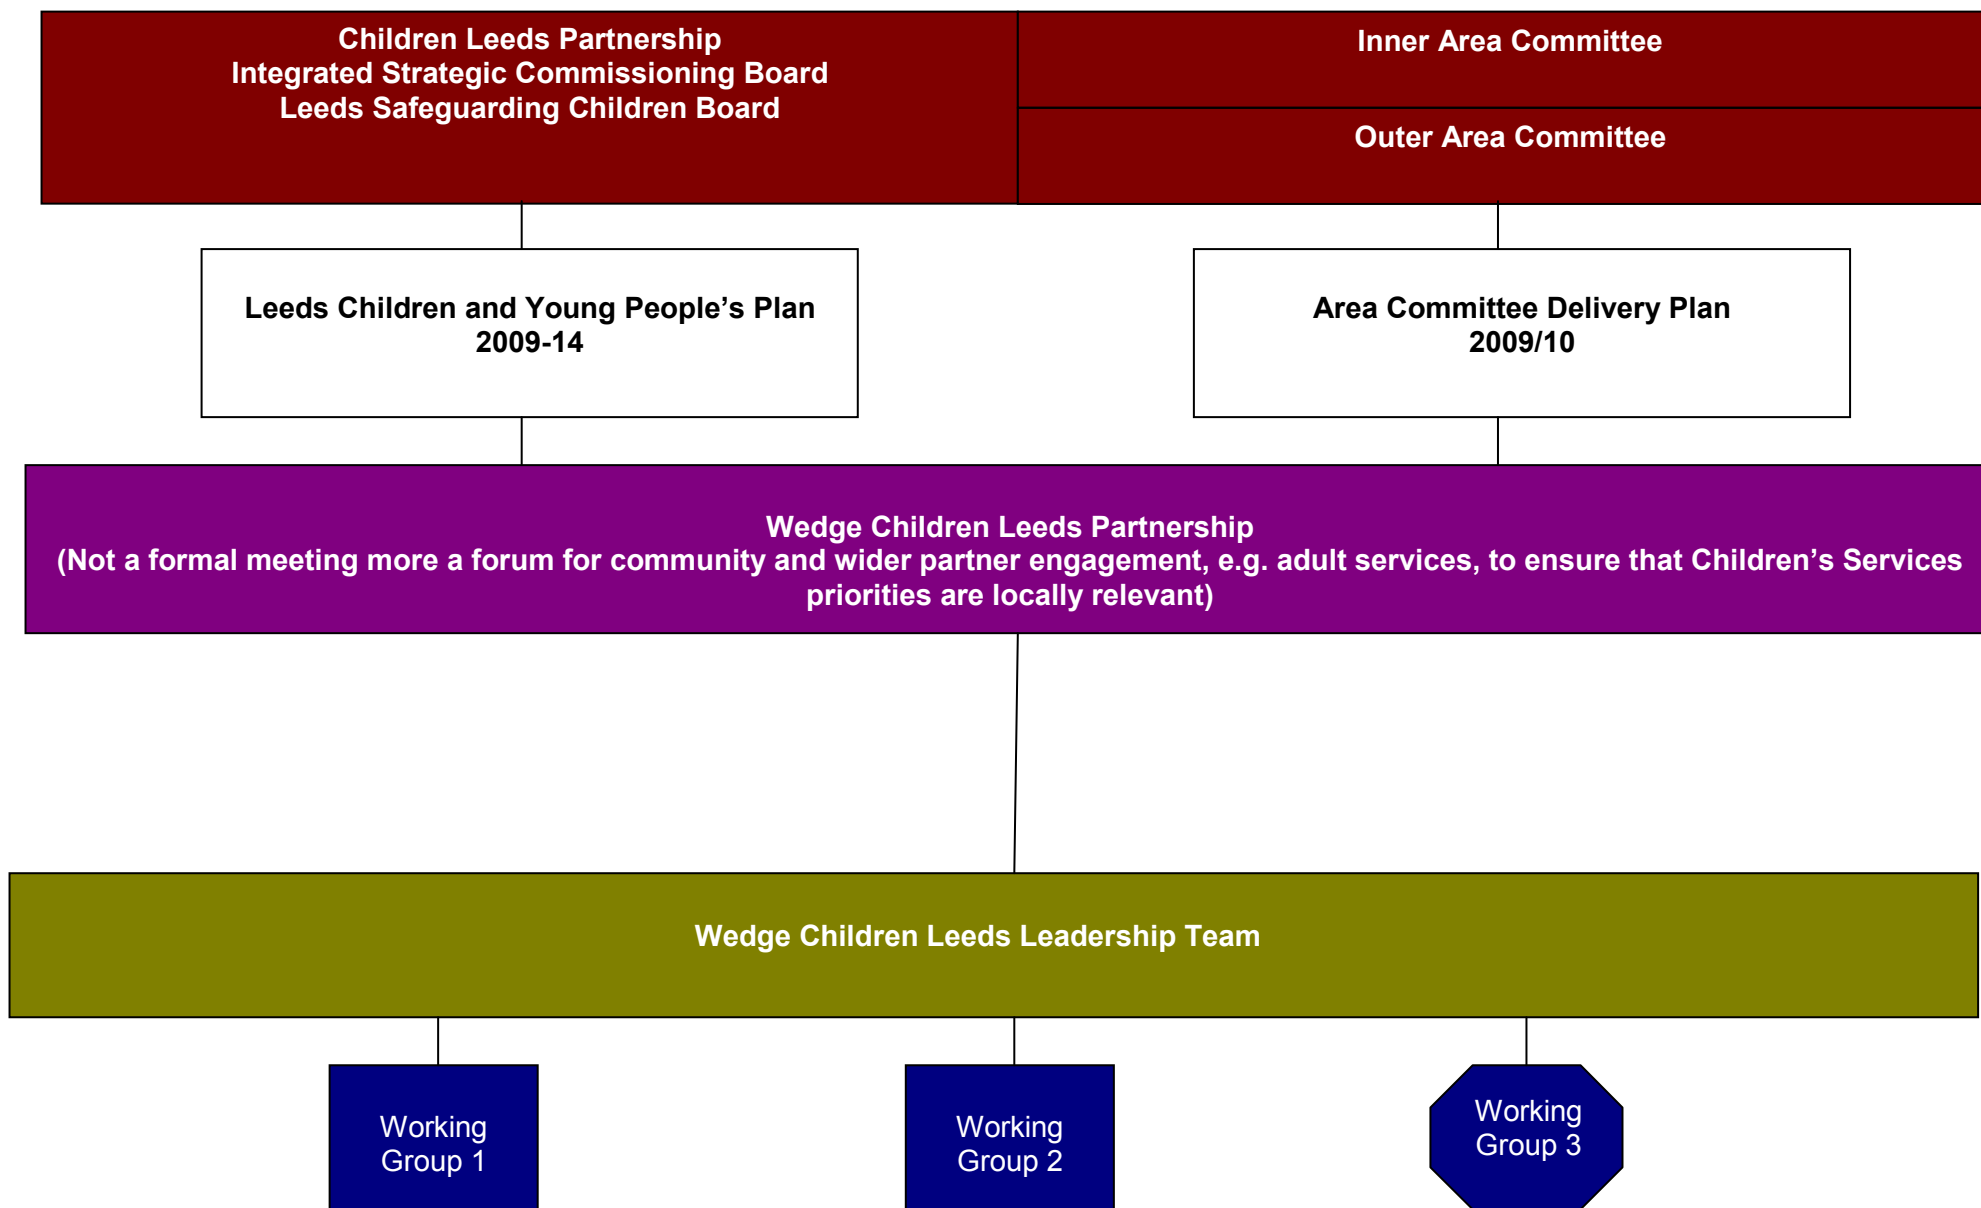 Children Leeds Partnership
Integrated Strategic Commissioning Board
Leeds Safeguarding Children Board
Inner Area Committee
Outer Area Committee
Leeds Children and Young People’s Plan
2009-14
Area Committee Delivery Plan
2009/10
Wedge Children Leeds Partnership
(Not a formal meeting more a forum for community and wider partner engagement, e.g. adult services, to ensure that Children’s Services
priorities are locally relevant)
Wedge Children Leeds Leadership Team
Working
Group 1
Working
Group 2
Working
Group 3